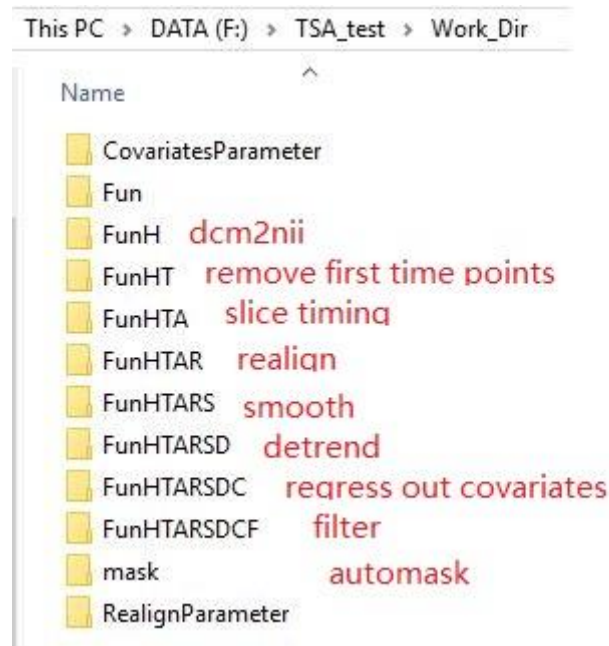 This PC > DATA (F:) > TSA_test > Work_Dir
Name
CovariatesParameter
Fun
FunH dcm2nii
FunHT remove first time points
FunHTA slice timing
FunHTAR realign
FunHTARS smooth
FunHTARSD detrend
FunHTARSDC regress out covariates
FunHTARSDCF filter
mask automask
RealignParameter